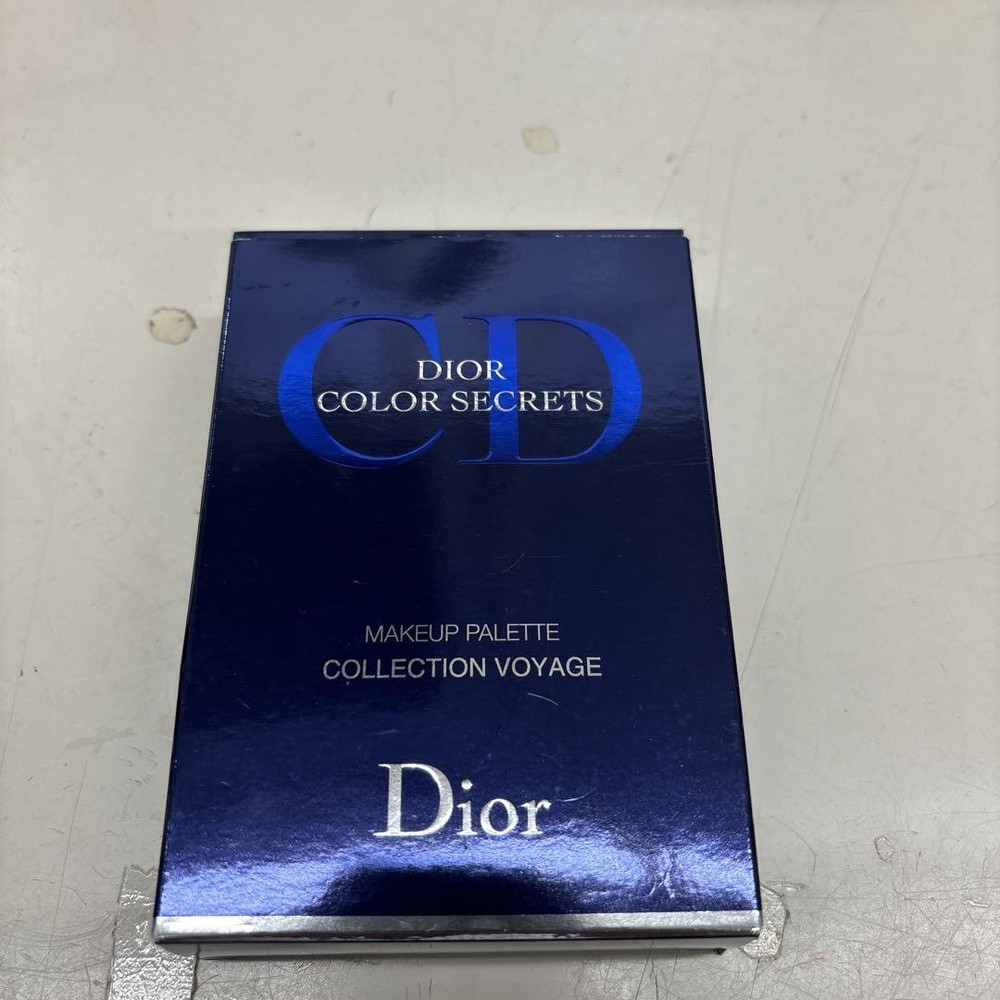 CD
DIOR
COLOR SECRETS
MAKEUP PALETTE
COLLECTION VOYAGE
Dior